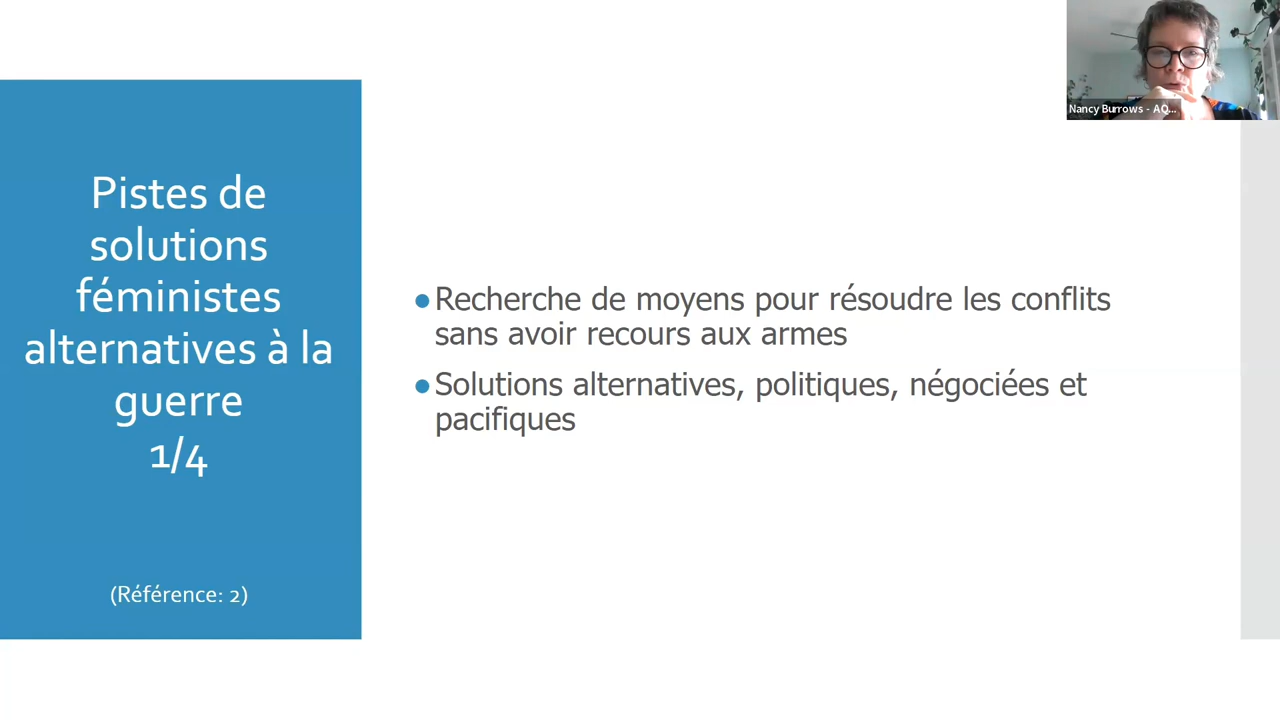 Nancy Burrows - AQ...
Pistes de
solutions
féministes
alternatives à la
guerre
1/4
(Référence: 2)
●Recherche de moyens pour résoudre les conflits
sans avoir recours aux armes
●Solutions alternatives, politiques, négociées et
pacifiques